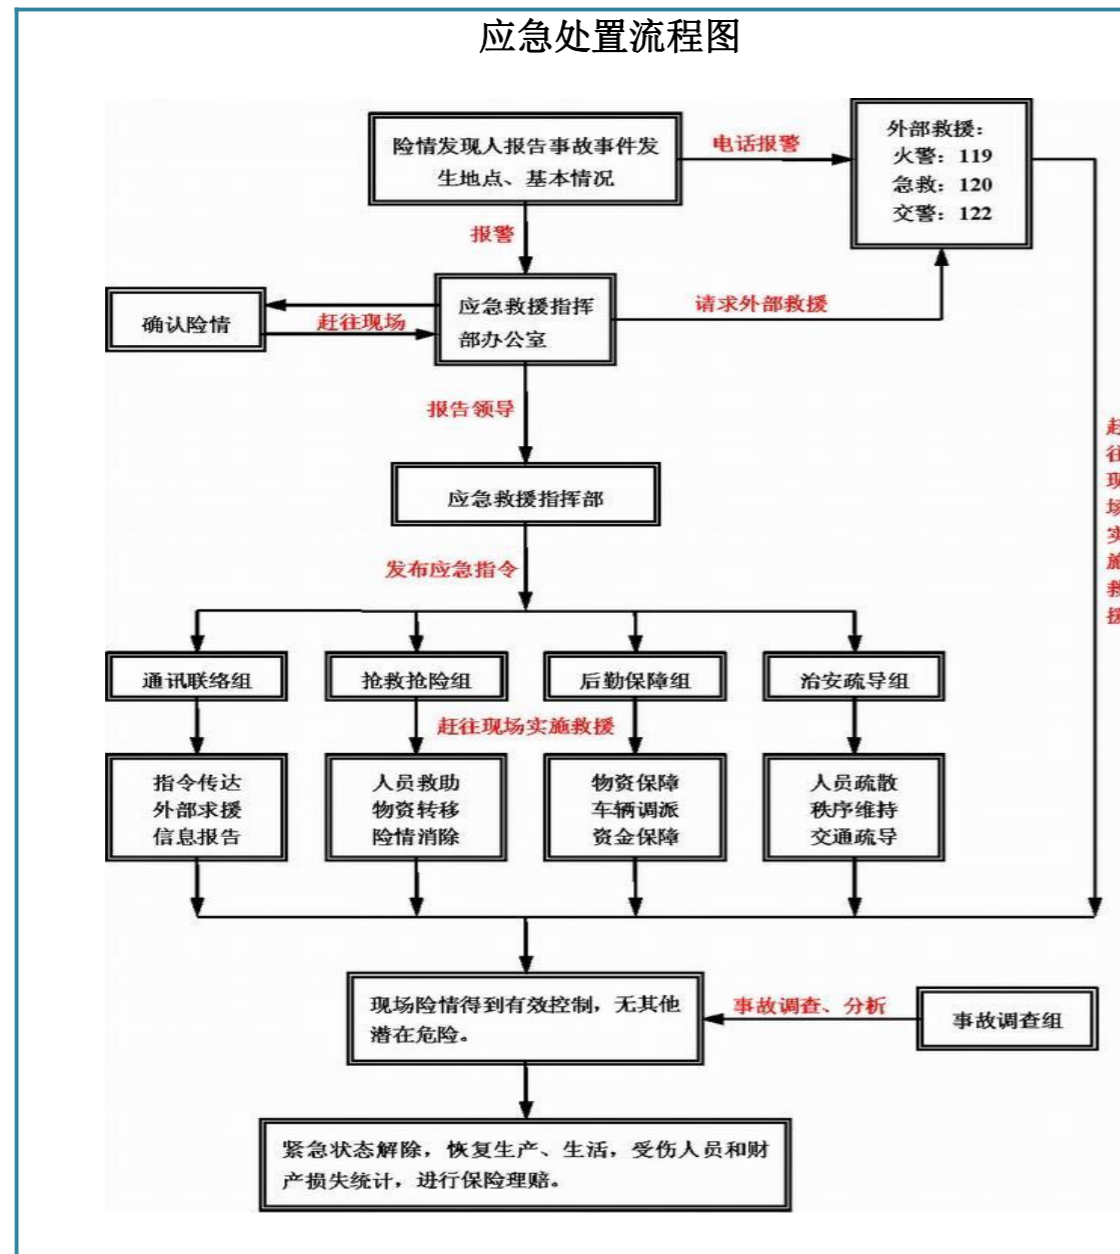 应急处置流程图
险情发现人报告事故事件发
生地点、基本情况
电话报警
外部救援:
火警:119
急救:120
交警:122
报警
确认险情
赶往现场
应急救援指挥
部办公室
请求外部救援
报告领导
应急救援指挥部
赶往现场实施救援
发布应急指令
通讯联络组
抢救抢险组
后勤保障组
治安疏导组
赶往现场实施救援
指令传达
外部求援
信息报告
人员救助
物资转移
险情消除
物资保障
车辆调派
资金保障
人员疏散
秩序维持
交通疏导
现场险情得到有效控制,无其他
潜在危险。
事故调查、分析
事故调查组
紧急状态解除,恢复生产、生活,受伤人员和财
产损失统计,进行保险理赔。